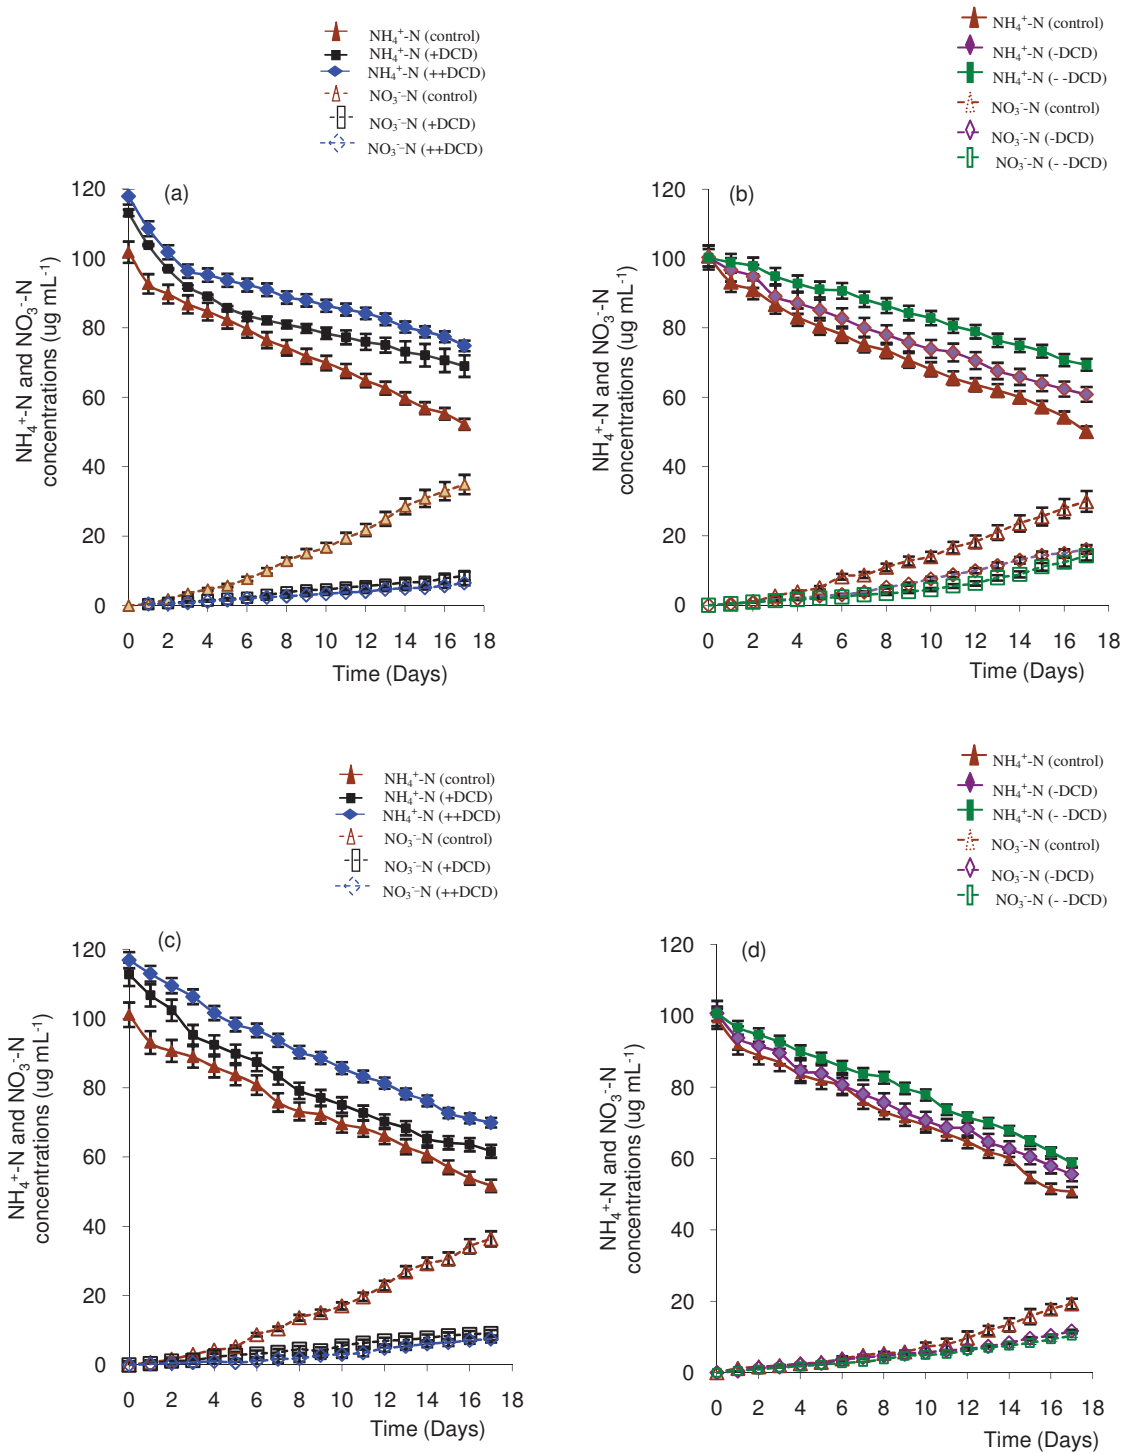 NH₄⁺-N (control)
NH₄⁺-N (+DCD)
NH₄⁺-N (++DCD)
NO₃⁻-N (control)
NO₃⁻-N (+DCD)
NO₃⁻-N (++DCD)
(a)
120
100
80
60
40
20
0
0 2 4 6 8 10 12 14 16 18
Time (Days)
NH₄⁺-N and NO₃⁻-N
concentrations (ug mL⁻¹)
NH₄⁺-N (control)
NH₄⁺-N (-DCD)
NH₄⁺-N (- -DCD)
NO₃⁻-N (control)
NO₃⁻-N (-DCD)
NO₃⁻-N (- -DCD)
(b)
120
100
80
60
40
20
0
0 2 4 6 8 10 12 14 16 18
Time (Days)
NH₄⁺-N and NO₃⁻-N
concentrations (ug mL⁻¹)
NH₄⁺-N (control)
NH₄⁺-N (+DCD)
NH₄⁺-N (++DCD)
NO₃⁻-N (control)
NO₃⁻-N (+DCD)
NO₃⁻-N (++DCD)
(c)
120
100
80
60
40
20
0
0 2 4 6 8 10 12 14 16 18
Time (Days)
NH₄⁺-N and NO₃⁻-N
concentrations (ug mL⁻¹)
NH₄⁺-N (control)
NH₄⁺-N (-DCD)
NH₄⁺-N (- -DCD)
NO₃⁻-N (control)
NO₃⁻-N (-DCD)
NO₃⁻-N (- -DCD)
(d)
120
100
80
60
40
20
0
0 2 4 6 8 10 12 14 16 18
Time (Days)
NH₄⁺-N and NO₃⁻-N
concentrations (ug mL⁻¹)